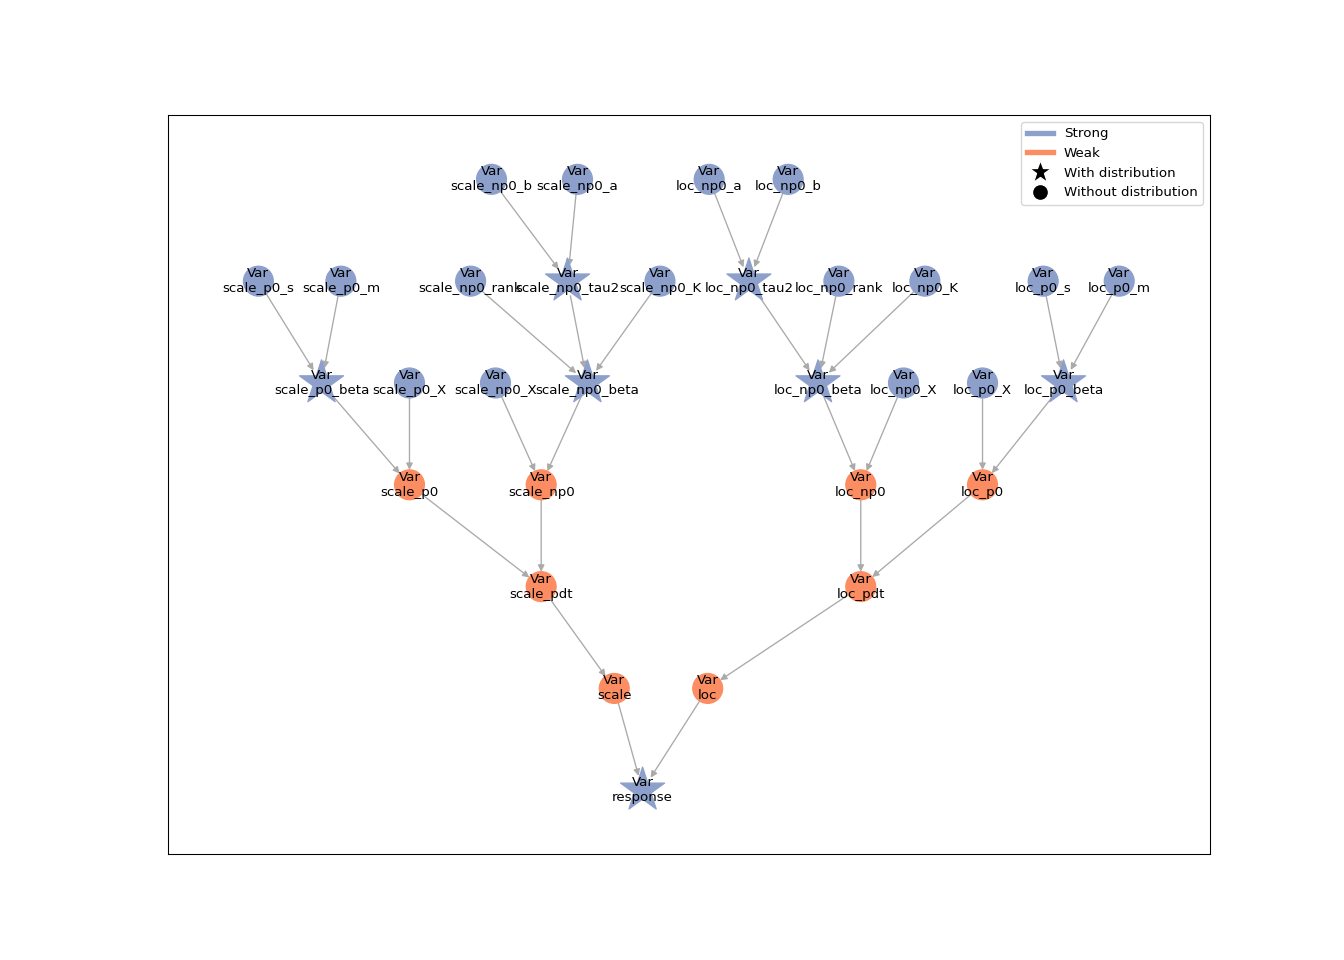 Strong
Weak
With distribution
Without distribution
Var
scale_np0_b
Var
scale_np0_a
Var
loc_np0_a
Var
loc_np0_b
Var
scale_p0_s
Var
scale_p0_m
Var
scale_np0_rank
Var
scale_np0_tau2
Var
scale_np0_K
Var
loc_np0_tau2
Var
loc_np0_rank
Var
loc_np0_K
Var
loc_p0_s
Var
loc_p0_m
Var
scale_p0_beta
Var
scale_p0_X
Var
scale_np0_X
Var
scale_np0_beta
Var
loc_np0_beta
Var
loc_np0_X
Var
loc_p0_X
Var
loc_p0_beta
Var
scale_p0
Var
scale_np0
Var
loc_np0
Var
loc_p0
Var
scale_pdt
Var
loc_pdt
Var
scale
Var
loc
Var
response